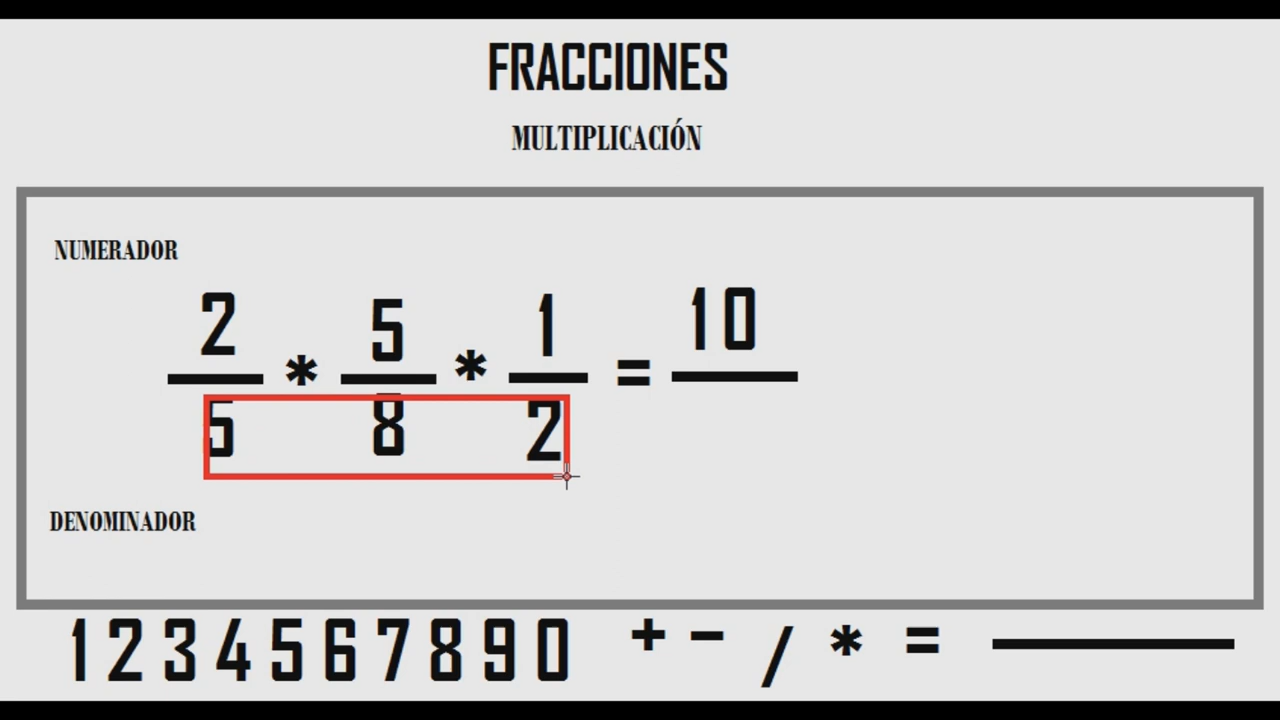 FRACCIONES
MULTIPLICACIÓN
NUMERADOR
2 5 1 10
* * =
5 8 2
DENOMINADOR
1 2 3 4 5 6 7 8 9 0 + - / * =